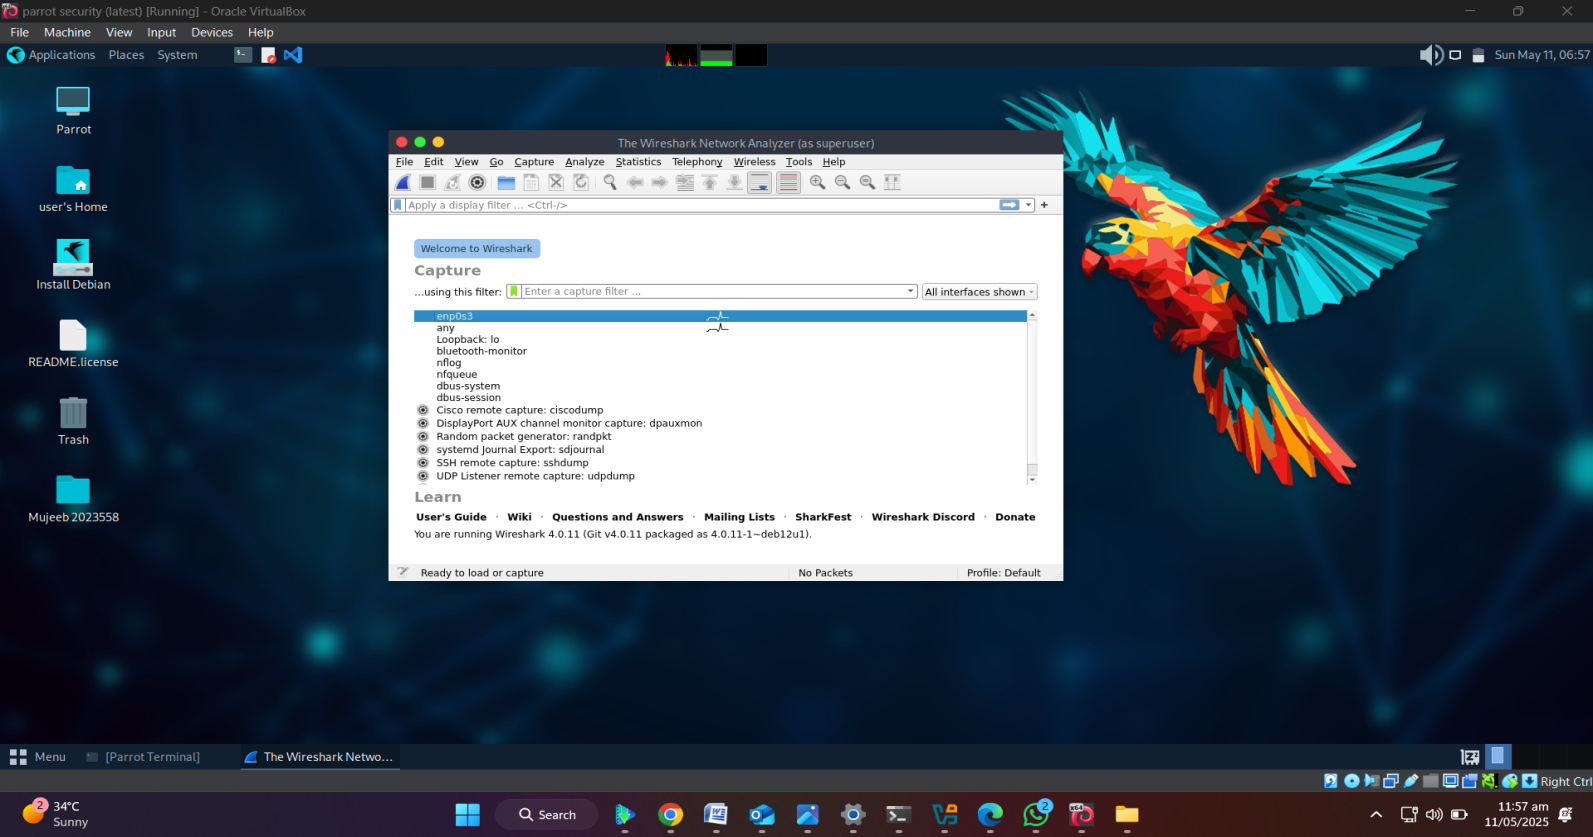 parrot security (latest) [Running] - Oracle VirtualBox
File Machine View Input Devices Help
Applications Places System
Sun May 11, 06:57
Parrot
user's Home
Install Debian
README.license
Trash
Mujeeb 2023558
The Wireshark Network Analyzer (as superuser)
File Edit View Go Capture Analyze Statistics Telephony Wireless Tools Help
Apply a display filter ... <Ctrl-/>
+
Welcome to Wireshark
Capture
...using this filter: Enter a capture filter ... All interfaces shown
enp0s3
any
Loopback: lo
bluetooth-monitor
nflog
nfqueue
dbus-system
dbus-session
Cisco remote capture: ciscodump
DisplayPort AUX channel monitor capture: dpauxmon
Random packet generator: randpkt
systemd Journal Export: sdjournal
SSH remote capture: sshdump
UDP Listener remote capture: udpdump
Learn
User's Guide · Wiki · Questions and Answers · Mailing Lists · SharkFest · Wireshark Discord · Donate
You are running Wireshark 4.0.11 (Git v4.0.11 packaged as 4.0.11-1~deb12u1).
Ready to load or capture No Packets Profile: Default
Menu [Parrot Terminal] The Wireshark Netwo...
Right Ctrl
2
34°C
Sunny
Search
2
x64
11:57 am
11/05/2025